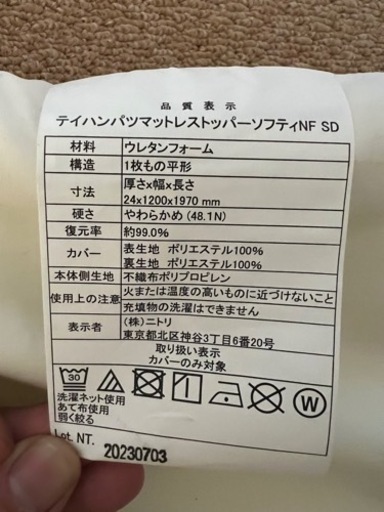 品質表示
テイハンパツマットレストッパーソフティNF SD
材料 ウレタンフォーム
構造 1枚もの平形
寸法 厚さx幅x長さ
24x1200x1970 mm
硬さ やわらかめ (48.1N)
復元率 約99.0%
カバー 表生地 ポリエステル100%
裏生地 ポリエステル100%
本体側生地 不織布ポリプロピレン
使用上の注意 火または温度の高いものに近づけないこと
充填物の洗濯はできません
表示者 (株)ニトリ
東京都北区神谷3丁目6番20号
取り扱い表示
カバーのみ対象
30 W
洗濯ネット使用
あて布使用
弱く絞る
Lot. NT. 20230703